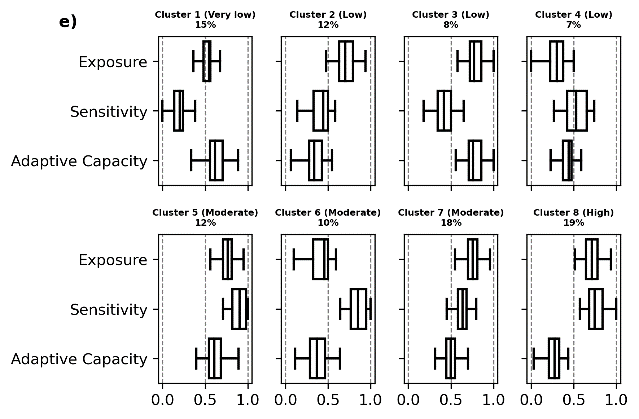 e)
Cluster 1 (Very low) Cluster 2 (Low) Cluster 3 (Low) Cluster 4 (Low)
15% 12% 8% 7%
Exposure
Sensitivity
Adaptive Capacity
Cluster 5 (Moderate) Cluster 6 (Moderate) Cluster 7 (Moderate) Cluster 8 (High)
12% 10% 18% 19%
Exposure
Sensitivity
Adaptive Capacity
0.0 0.5 1.0 0.0 0.5 1.0 0.0 0.5 1.0 0.0 0.5 1.0